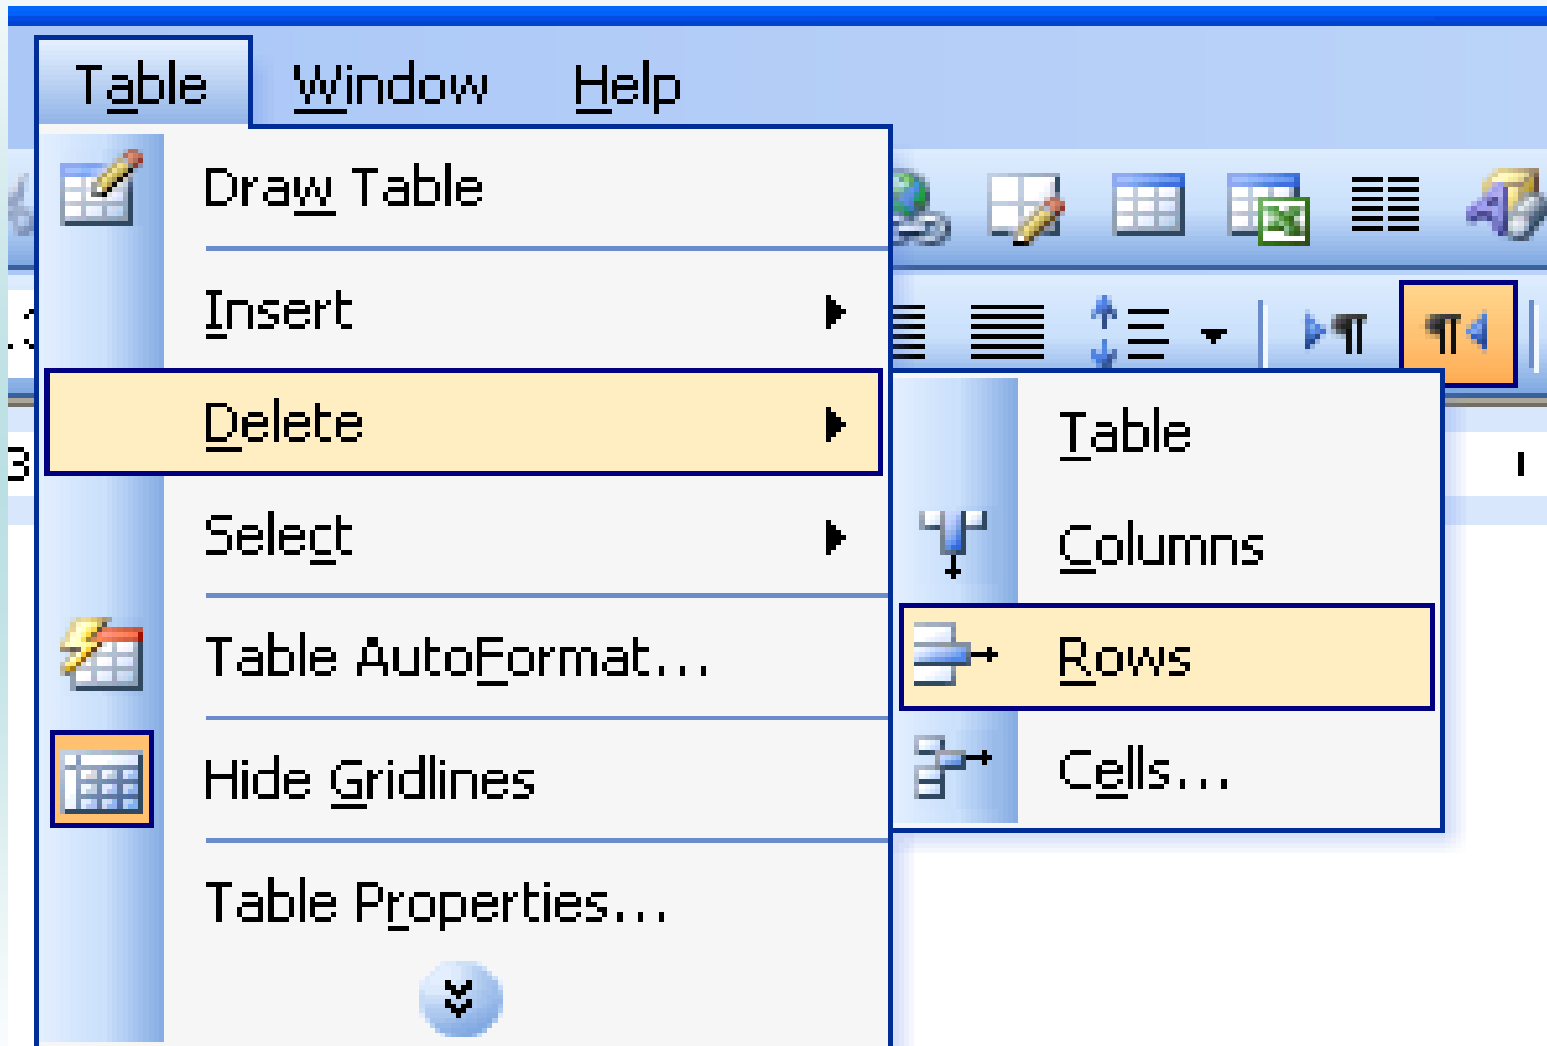 Table Window Help
Draw Table
Insert
Delete
Select
Table AutoFormat...
Hide Gridlines
Table Properties...
Table
Columns
Rows
Cells...